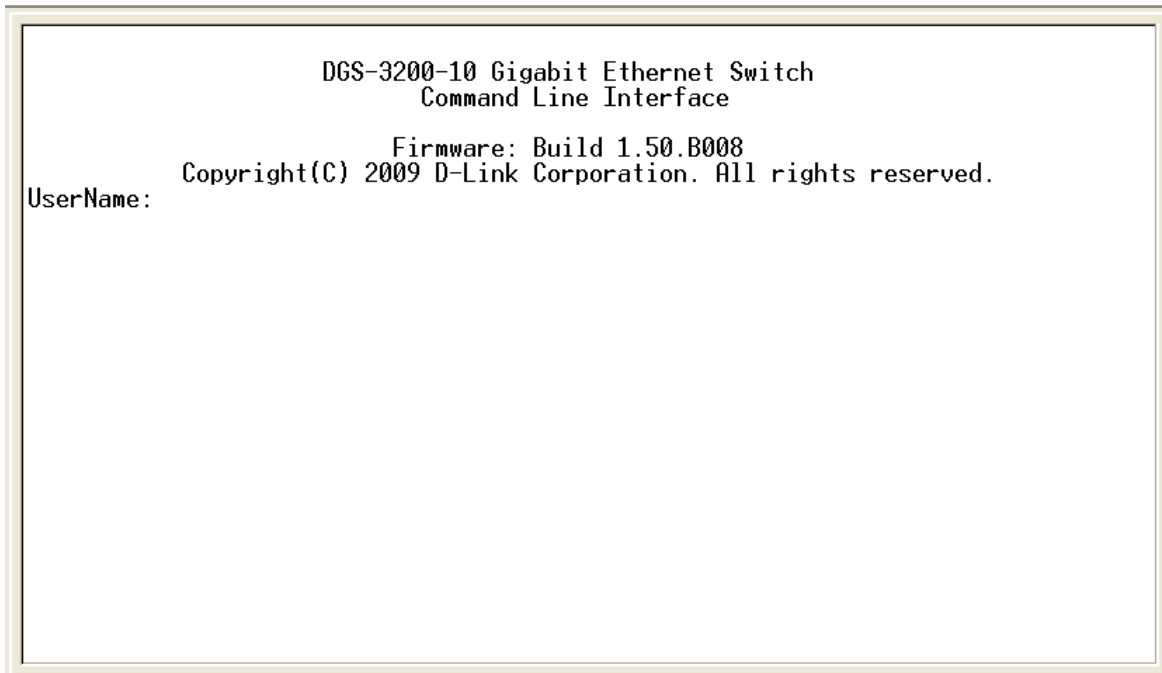 DGS-3200-10 Gigabit Ethernet Switch
Command Line Interface
Firmware: Build 1.50.B008
Copyright(C) 2009 D-Link Corporation. All rights reserved.
UserName: